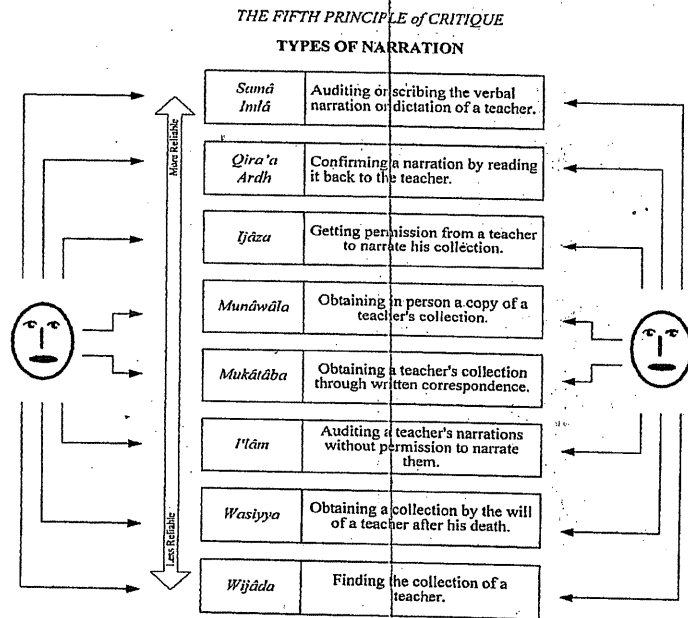 THE FIFTH PRINCIPLE of CRITIQUE
TYPES OF NARRATION
More Reliable
Less Reliable
Samâ
Imlâ
Auditing or scribing the verbal
narration or dictation of a teacher.
Qira'a
Ardh
Confirming a narration by reading
it back to the teacher.
Ijâza
Getting permission from a teacher
to narrate his collection.
Munâwâla
Obtaining in person a copy of a
teacher's collection.
Mukâtâba
Obtaining a teacher's collection
through written correspondence.
I'lâm
Auditing a teacher's narrations
without permission to narrate
them.
Wasiyya
Obtaining a collection by the will
of a teacher after his death.
Wijâda
Finding the collection of a
teacher.